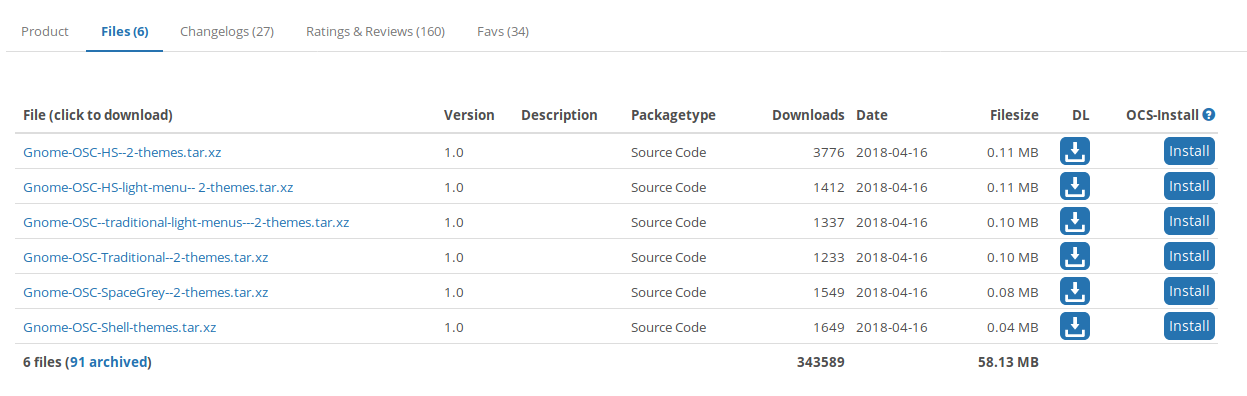 Product Files (6) Changelogs (27) Ratings & Reviews (160) Favs (34)
File (click to download) Version Description Packagetype Downloads Date Filesize DL OCS-Install ?
Gnome-OSC-HS--2-themes.tar.xz 1.0 Source Code 3776 2018-04-16 0.11 MB Install
Gnome-OSC-HS-light-menu-- 2-themes.tar.xz 1.0 Source Code 1412 2018-04-16 0.11 MB Install
Gnome-OSC--traditional-light-menus---2-themes.tar.xz 1.0 Source Code 1337 2018-04-16 0.10 MB Install
Gnome-OSC-Traditional--2-themes.tar.xz 1.0 Source Code 1233 2018-04-16 0.10 MB Install
Gnome-OSC-SpaceGrey--2-themes.tar.xz 1.0 Source Code 1549 2018-04-16 0.08 MB Install
Gnome-OSC-Shell-themes.tar.xz 1.0 Source Code 1649 2018-04-16 0.04 MB Install
6 files (91 archived) 343589 58.13 MB